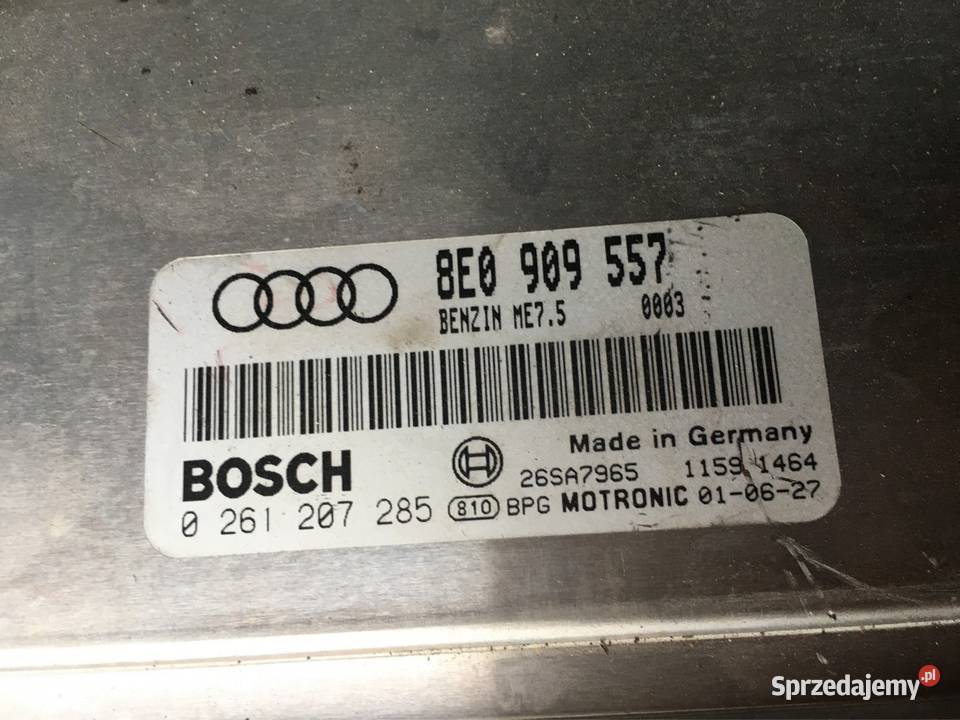 8E0 909 557
BENZIN ME7.5 0003
Made in Germany
BOSCH 26SA7965 1159 1464
0 261 207 285 810 BPG MOTRONIC 01-06-27
Sprzedajemy.pl